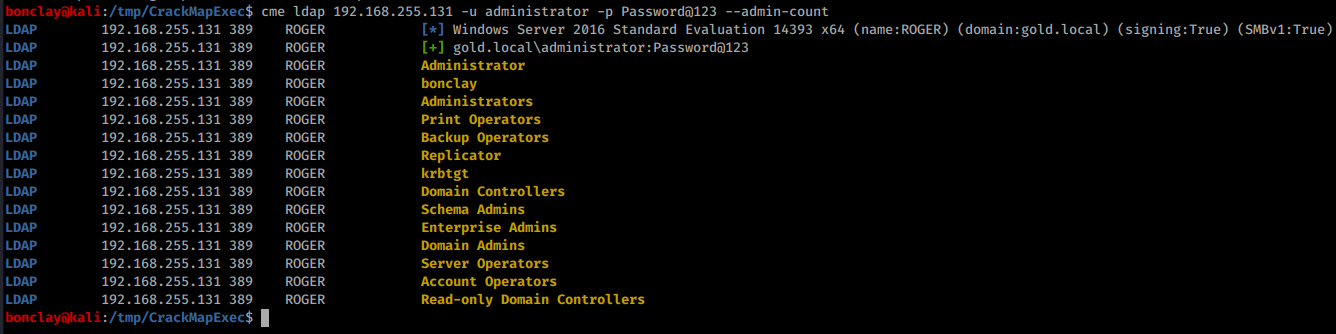 bonclay@kali:/tmp/CrackMapExec$ cme ldap 192.168.255.131 -u administrator -p Password@123 --admin-count
LDAP 192.168.255.131 389 ROGER [*] Windows Server 2016 Standard Evaluation 14393 x64 (name:ROGER) (domain:gold.local) (signing:True) (SMBv1:True)
LDAP 192.168.255.131 389 ROGER [+] gold.local\administrator:Password@123
LDAP 192.168.255.131 389 ROGER Administrator
LDAP 192.168.255.131 389 ROGER bonclay
LDAP 192.168.255.131 389 ROGER Administrators
LDAP 192.168.255.131 389 ROGER Print Operators
LDAP 192.168.255.131 389 ROGER Backup Operators
LDAP 192.168.255.131 389 ROGER Replicator
LDAP 192.168.255.131 389 ROGER krbtgt
LDAP 192.168.255.131 389 ROGER Domain Controllers
LDAP 192.168.255.131 389 ROGER Schema Admins
LDAP 192.168.255.131 389 ROGER Enterprise Admins
LDAP 192.168.255.131 389 ROGER Domain Admins
LDAP 192.168.255.131 389 ROGER Server Operators
LDAP 192.168.255.131 389 ROGER Account Operators
LDAP 192.168.255.131 389 ROGER Read-only Domain Controllers
bonclay@kali:/tmp/CrackMapExec$